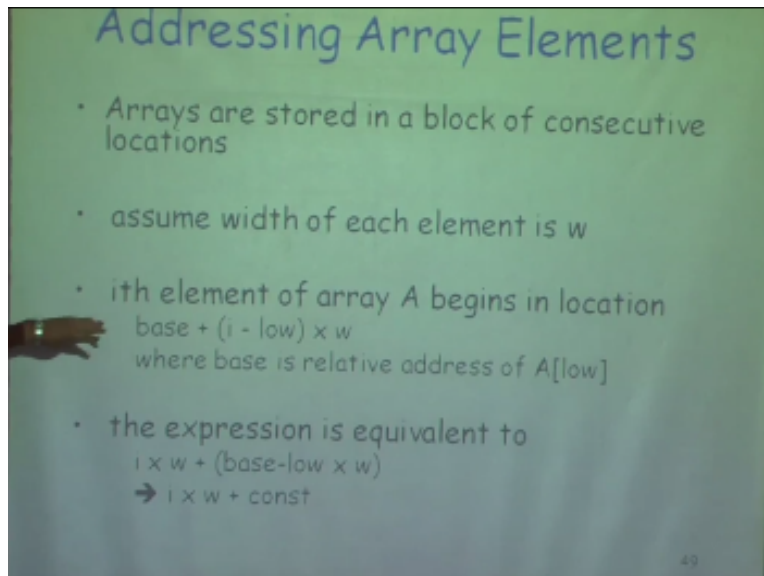 Addressing Array Elements
• Arrays are stored in a block of consecutive
locations
• assume width of each element is w
• ith element of array A begins in location
base + (i - low) x w
where base is relative address of A[low]
• the expression is equivalent to
i x w + (base-low x w)
→ i x w + const
49